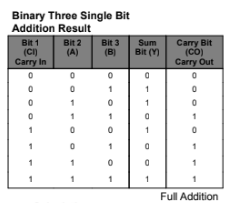 Binary Three Single Bit
Addition Result
Bit 1 (CI) Carry In Bit 2 (A) Bit 3 (B) Sum Bit (Y) Carry Bit (CO) Carry Out
0 0 0 0 0
0 0 1 1 0
0 1 0 1 0
0 1 1 0 1
1 0 0 1 0
1 0 1 0 1
1 1 0 0 1
1 1 1 1 1
Full Addition